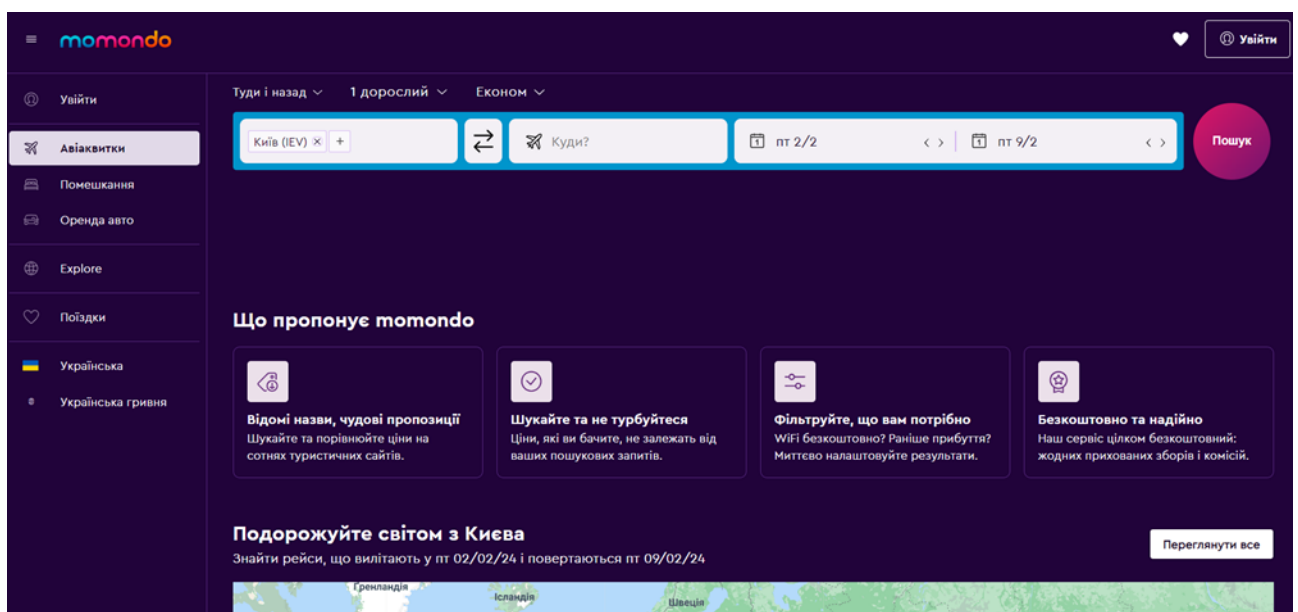 momondo
Увійти
Увійти
Авіаквитки
Помешкання
Оренда авто
Explore
Поїздки
Українська
Українська гривня
Туди і назад 1 дорослий Економ
Київ (IEV) Куди? пт 2/2 пт 9/2 Пошук
Що пропонує momondo
Відомі назви, чудові пропозиції
Шукайте та порівнюйте ціни на
сотнях туристичних сайтів.
Шукайте та не турбуйтеся
Ціни, які ви бачите, не залежать від
ваших пошукових запитів.
Фільтруйте, що вам потрібно
WiFi безкоштовно? Раніше прибуття?
Миттєво налаштовуйте результати.
Безкоштовно та надійно
Наш сервіс цілком безкоштовний:
жодних прихованих зборів і комісій.
Подорожуйте світом з Києва
Знайти рейси, що вилітають у пт 02/02/24 і повертаються пт 09/02/24
Переглянути все
Гренландія
Ісландія
Швеція